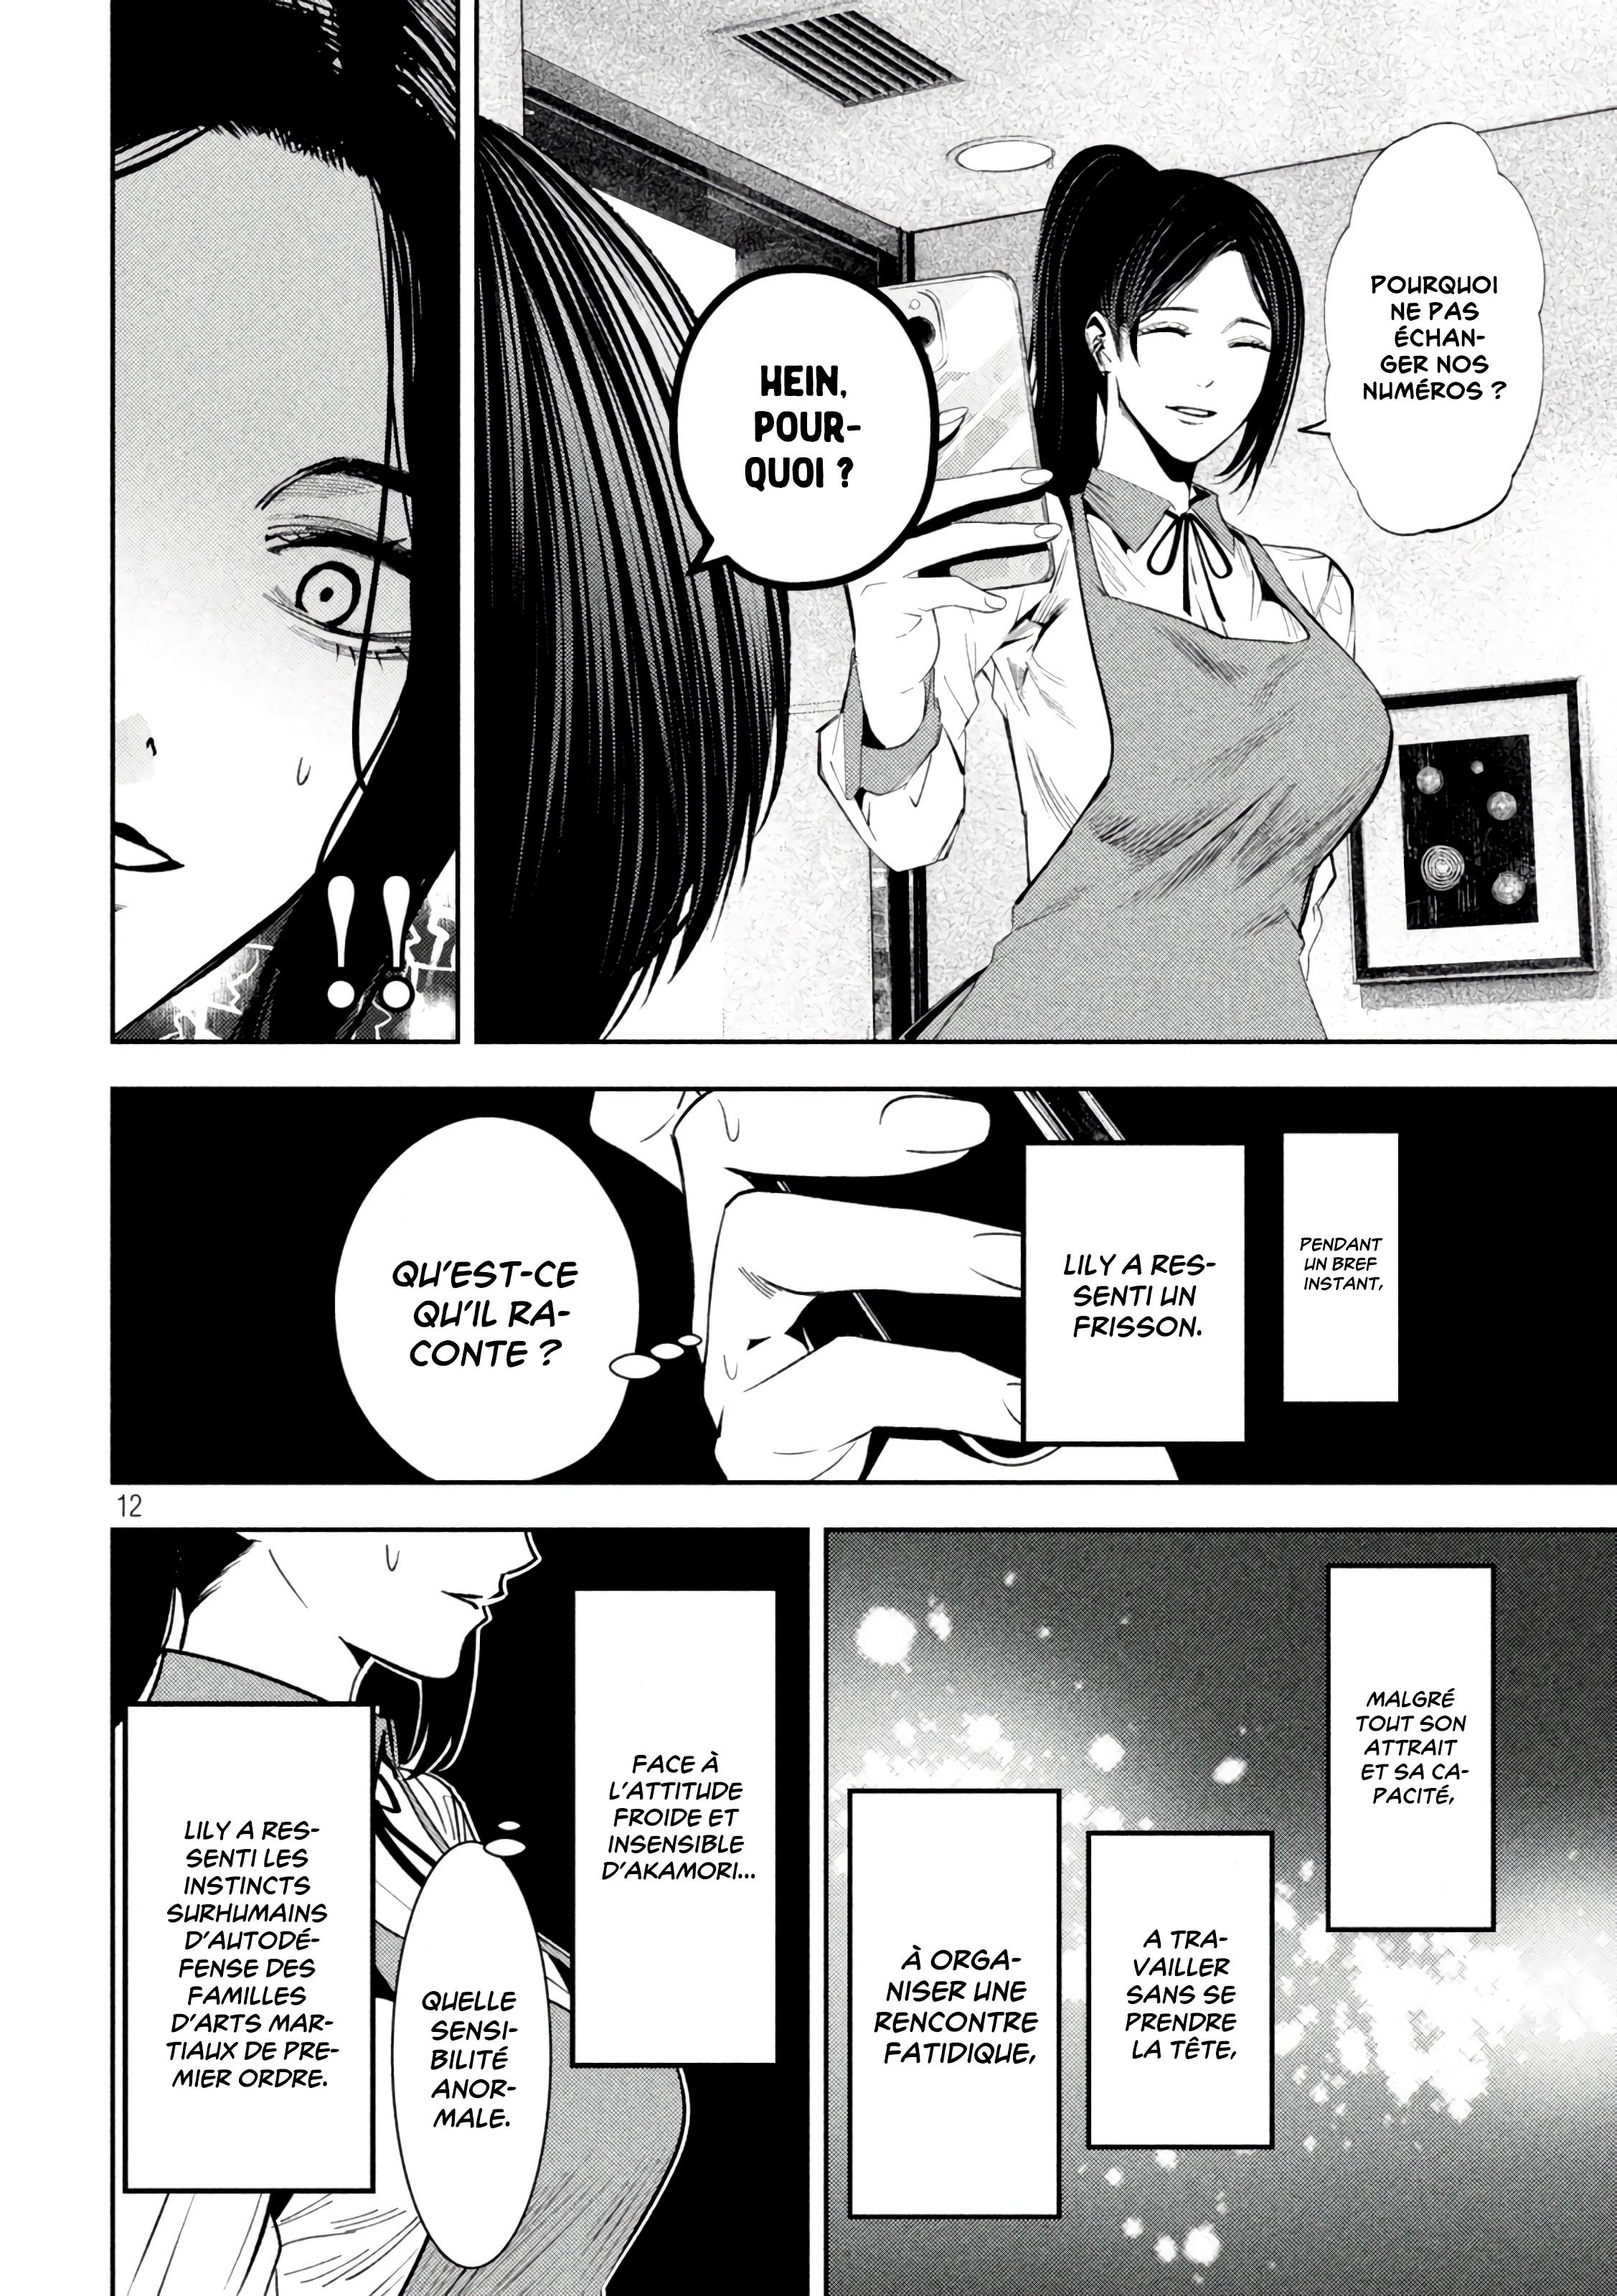 POURQUOI
NE PAS
ÉCHAN-
GER NOS
NUMÉROS ?
HEIN,
POUR-
QUOI ?
!!
PENDANT
UN BREF
INSTANT,
LILY A RES-
SENTI UN
FRISSON.
QU'EST-CE
QU'IL RA-
CONTE ?
12
MALGRÉ
TOUT SON
ATTRAIT
ET SA CA-
PACITÉ,
A TRA-
VAILLER
SANS SE
PRENDRE
LA TÊTE,
À ORGA-
NISER UNE
RENCONTRE
FATIDIQUE,
FACE À
L'ATTITUDE
FROIDE ET
INSENSIBLE
D'AKAMORI...
QUELLE
SENSI-
BILITÉ
ANOR-
MALE.
LILY A RES-
SENTI LES
INSTINCTS
SURHUMAINS
D'AUTODÉ-
FENSE DES
FAMILLES
D'ARTS MAR-
TIAUX DE PRE-
MIER ORDRE.